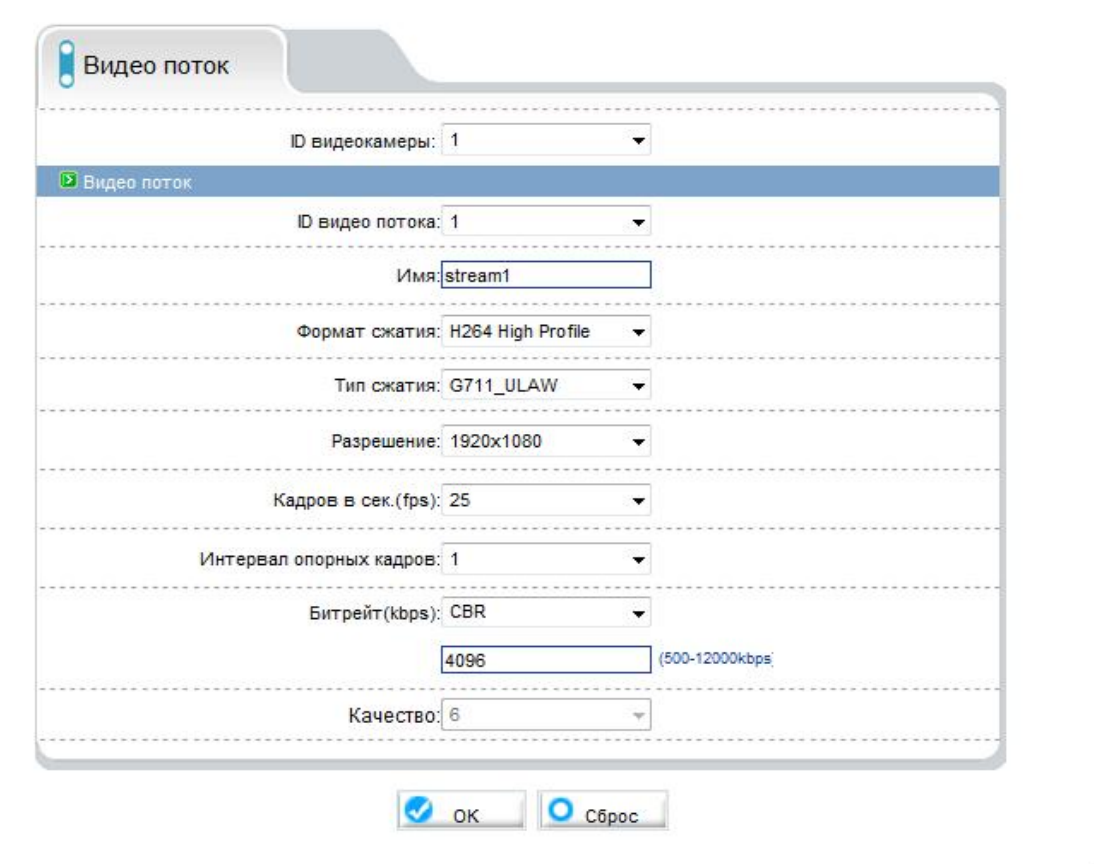 Видео поток
ID видеокамеры: 1
Видео поток
ID видео потока: 1
Имя: stream1
Формат сжатия: H264 High Profile
Тип сжатия: G711_ULAW
Разрешение: 1920x1080
Кадров в сек.(fps): 25
Интервал опорных кадров: 1
Битрейт(kbps): CBR
4096 (500-12000kbps)
Качество: 6
OK Сброс